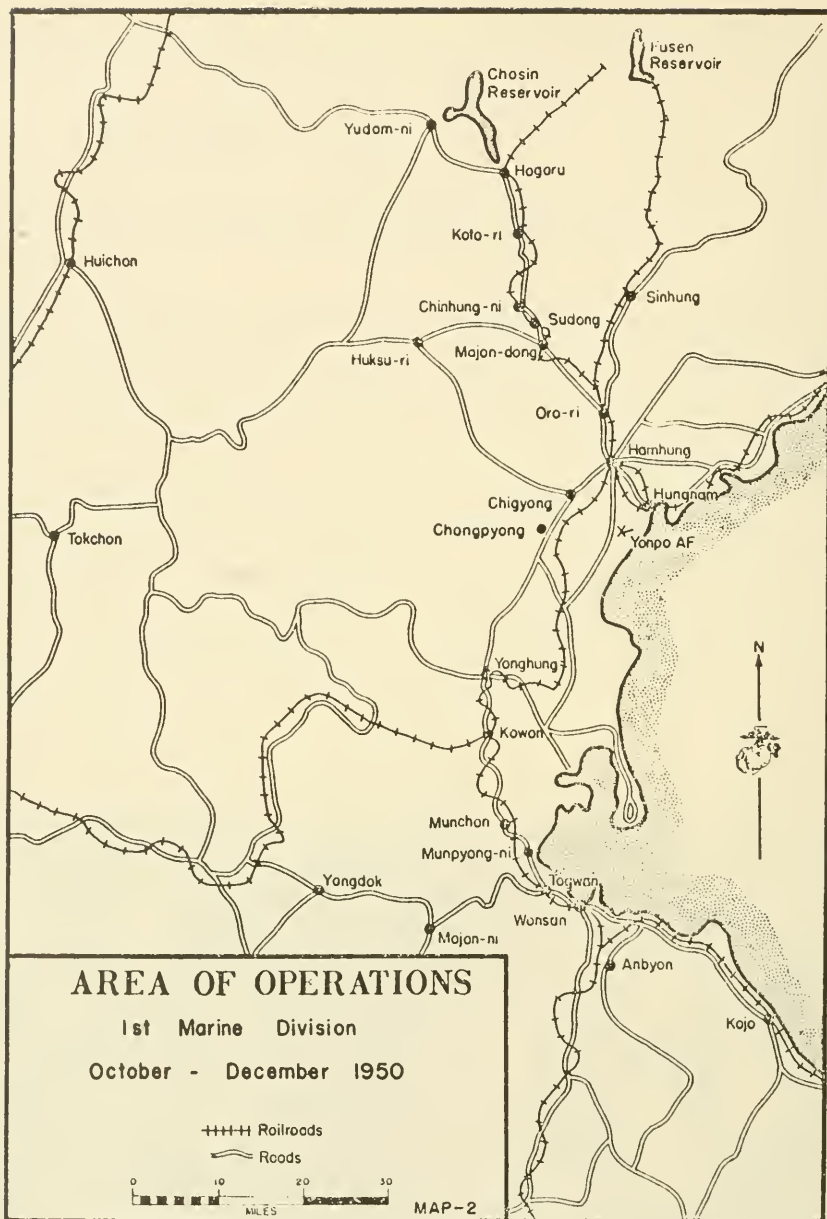 Fusen
Reservoir
Chosin
Reservoir
Yudam-ni
Hagaru
Koto-ri
Huichon
Sinhung
Chinhung-ni
Sudong
Huksu-ri
Majon-dong
Oro-ri
Hamhung
Chigyong
Hungnam
Chongpyong
Yonpo AF
Tokchon
N
Yonghung
Kowon
Munchon
Munpyong-ni
Togwan
Yangdok
Wonsan
Majon-ni
Anbyon
Kojo
AREA OF OPERATIONS
1st Marine Division
October - December 1950
Railroads
Roads
0 10 20 30
MILES
MAP-2